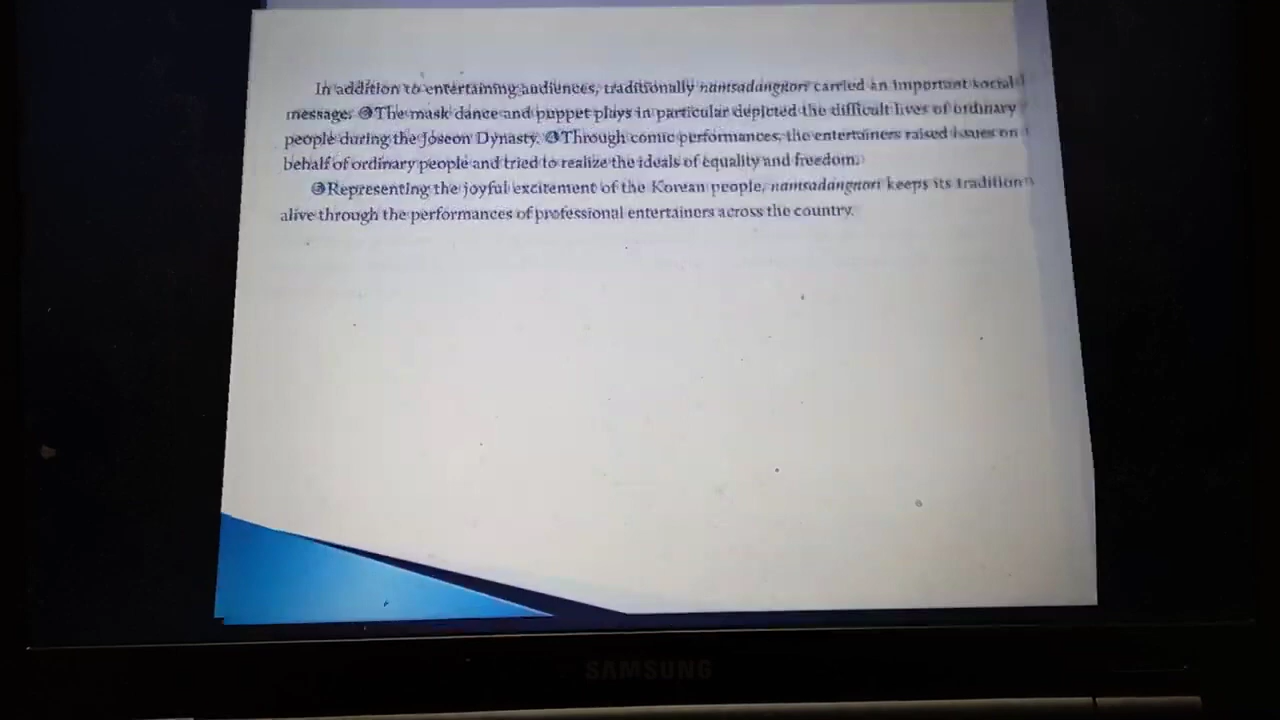 In addition to entertaining audiences, traditionally namsadangnori carried an important social
message. ❸The mask dance and puppet plays in particular depicted the difficult lives of ordinary
people during the Joseon Dynasty. ❹Through comic performances, the entertainers raised issues on
behalf of ordinary people and tried to realize the ideals of equality and freedom.
❺Representing the joyful excitement of the Korean people, namsadangnori keeps its tradition
alive through the performances of professional entertainers across the country.
SAMSUNG